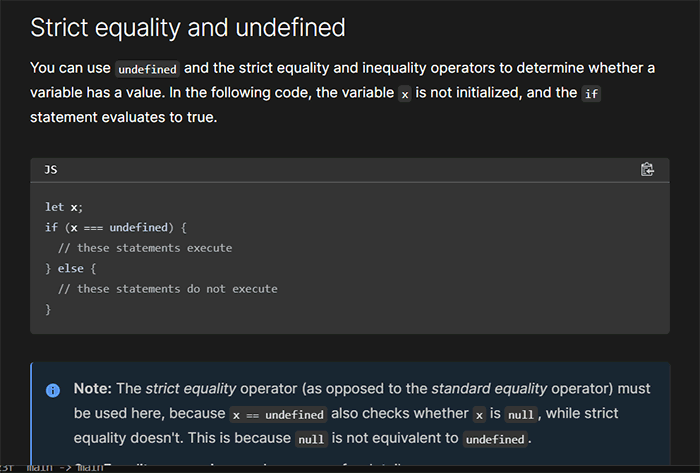 Strict equality and undefined
You can use undefined and the strict equality and inequality operators to determine whether a
variable has a value. In the following code, the variable x is not initialized, and the if
statement evaluates to true.
JS
let x;
if (x === undefined) {
  // these statements execute
} else {
  // these statements do not execute
}
Note: The strict equality operator (as opposed to the standard equality operator) must
be used here, because x == undefined also checks whether x is null, while strict
equality doesn't. This is because null is not equivalent to undefined.
main -> main